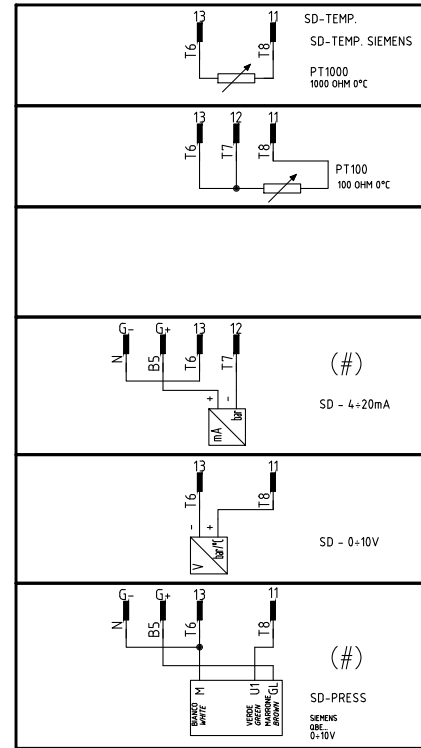 13 11 SD-TEMP.
SD-TEMP. SIEMENS
T6 T8
PT1000
1000 OHM 0°C
13 12 11
T6 T7 T8
PT100
100 OHM 0°C
G- G+ 13 12
N B5 T6 T7
(#)
+ -
SD - 4÷20mA
mA bar
13 11
T6 T8
- +
SD - 0÷10V
V bar/°C
G- G+ 13 11
N B5 T6 T8
(#)
M U1 GL
SD-PRESS
BIANCO VERDE MARRONE
WHITE GREEN BROWN
SIEMENS
QBE...
0÷10V